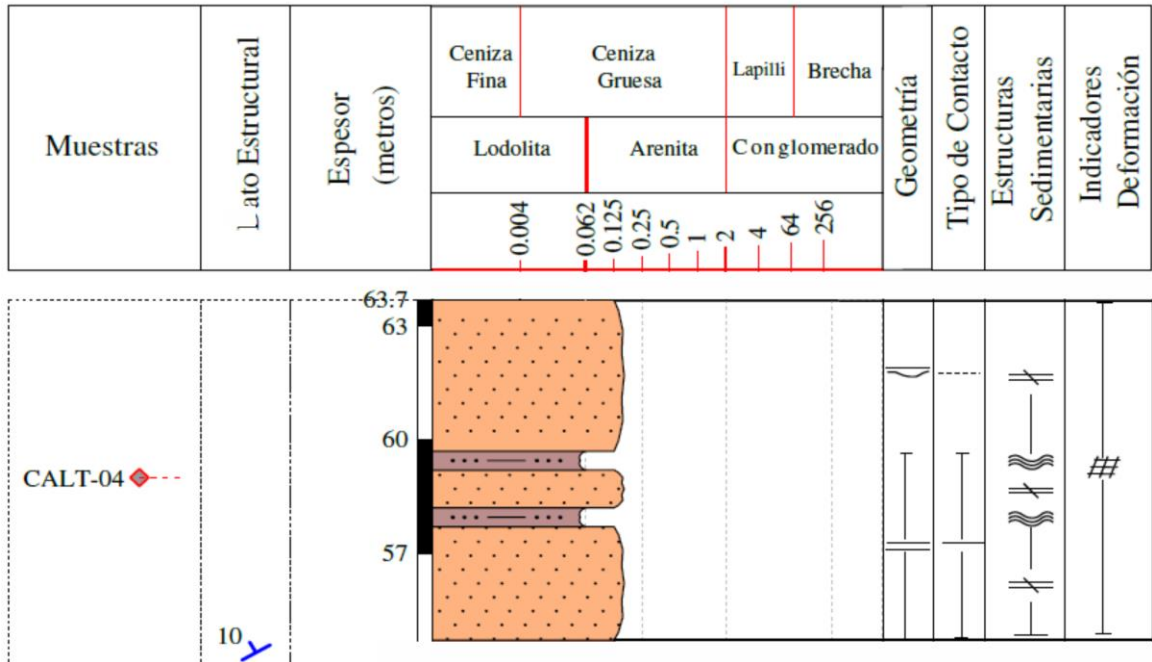 Muestras
Dato Estructural
Espesor
(metros)
Ceniza
Fina
Ceniza
Gruesa
Lapilli
Brecha
Lodolita
Arenita
Conglomerado
0.004
0.062
0.125
0.25
0.5
1
2
4
64
256
Geometría
Tipo de Contacto
Estructuras
Sedimentarias
Indicadores
Deformación
63.7
63
60
CALT-04
57
10